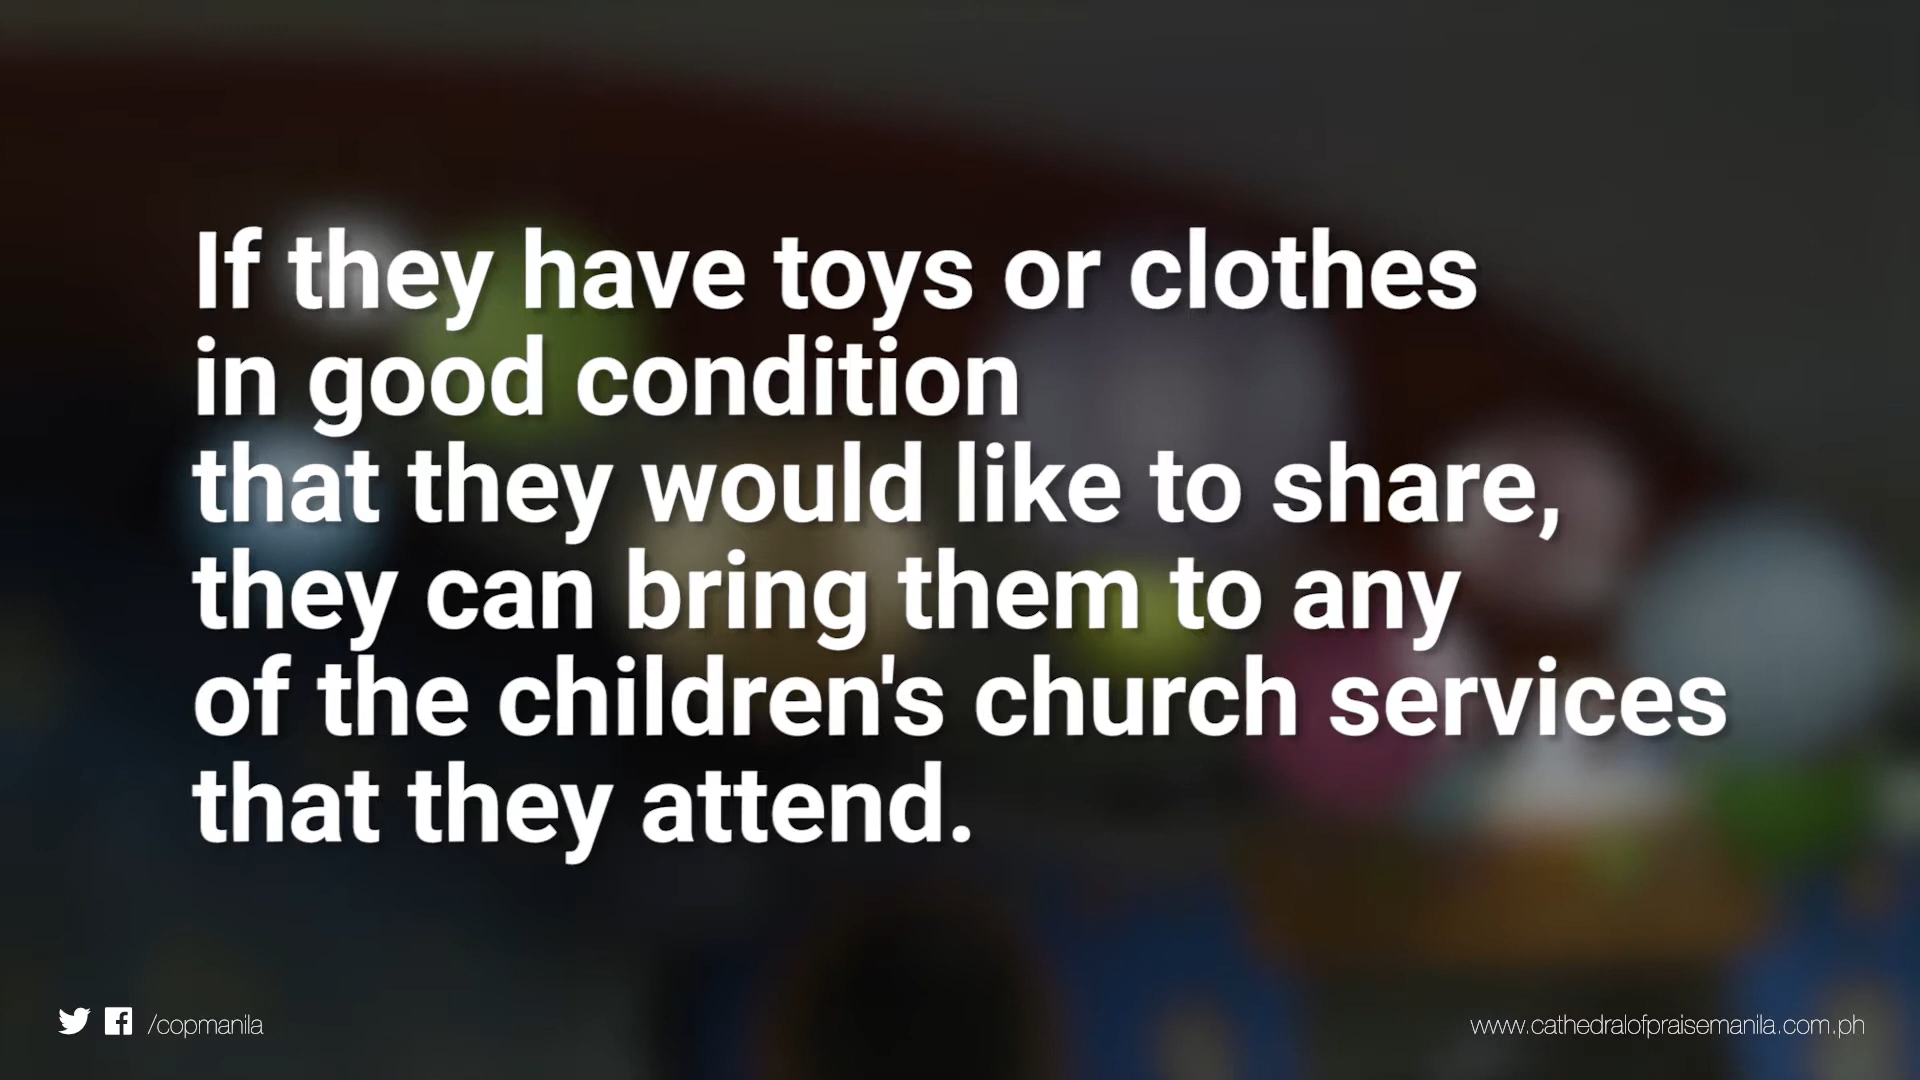 If they have toys or clothes
in good condition
that they would like to share,
they can bring them to any
of the children's church services
that they attend.
/copmanila
www.cathedralofpraisemanila.com.ph